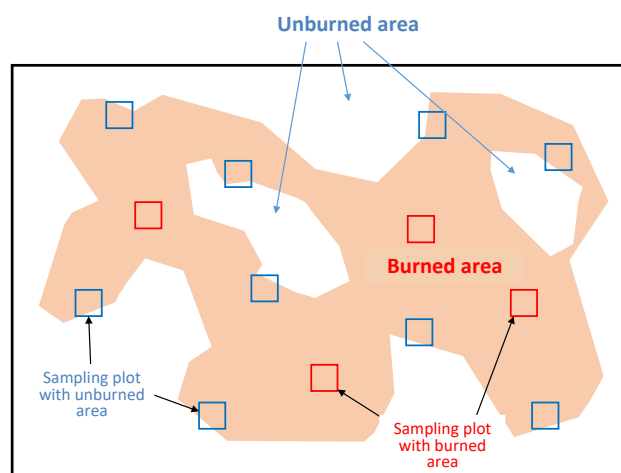 Unburned area
Burned area
Sampling plot
with unburned
area
Sampling plot
with burned
area